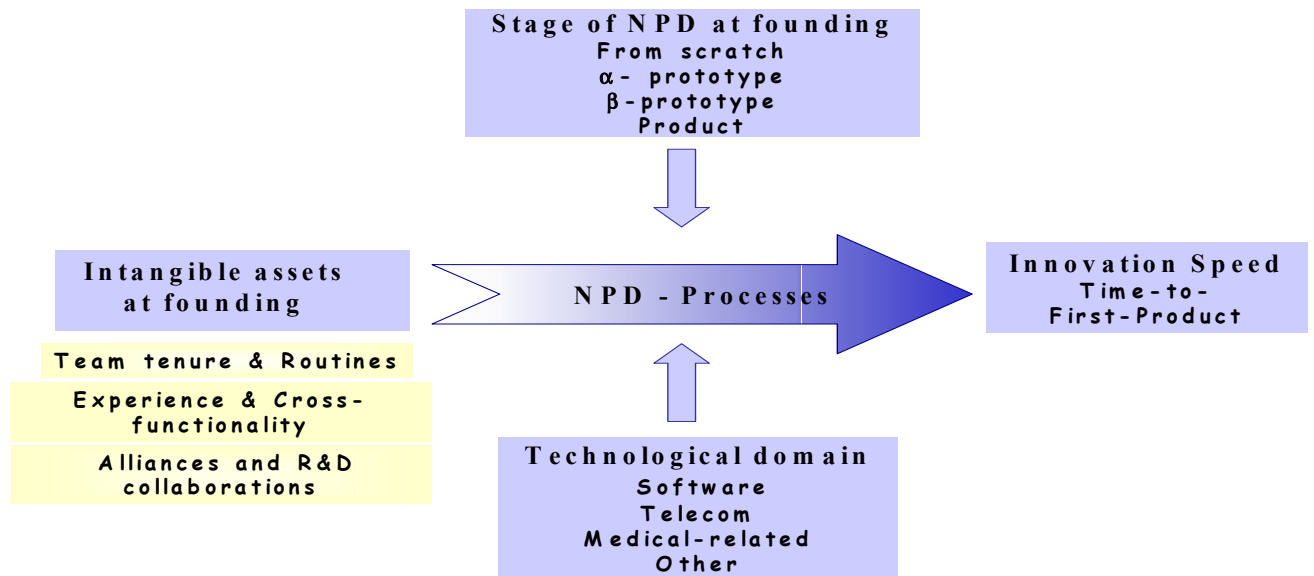 Stage of NPD at founding
From scratch
α- prototype
β-prototype
Product
Intangible assets
at founding
Team tenure & Routines
Experience & Cross-
functionality
Alliances and R&D
collaborations
NPD - Processes
Innovation Speed
Time-to-
First-Product
Technological domain
Software
Telecom
Medical-related
Other